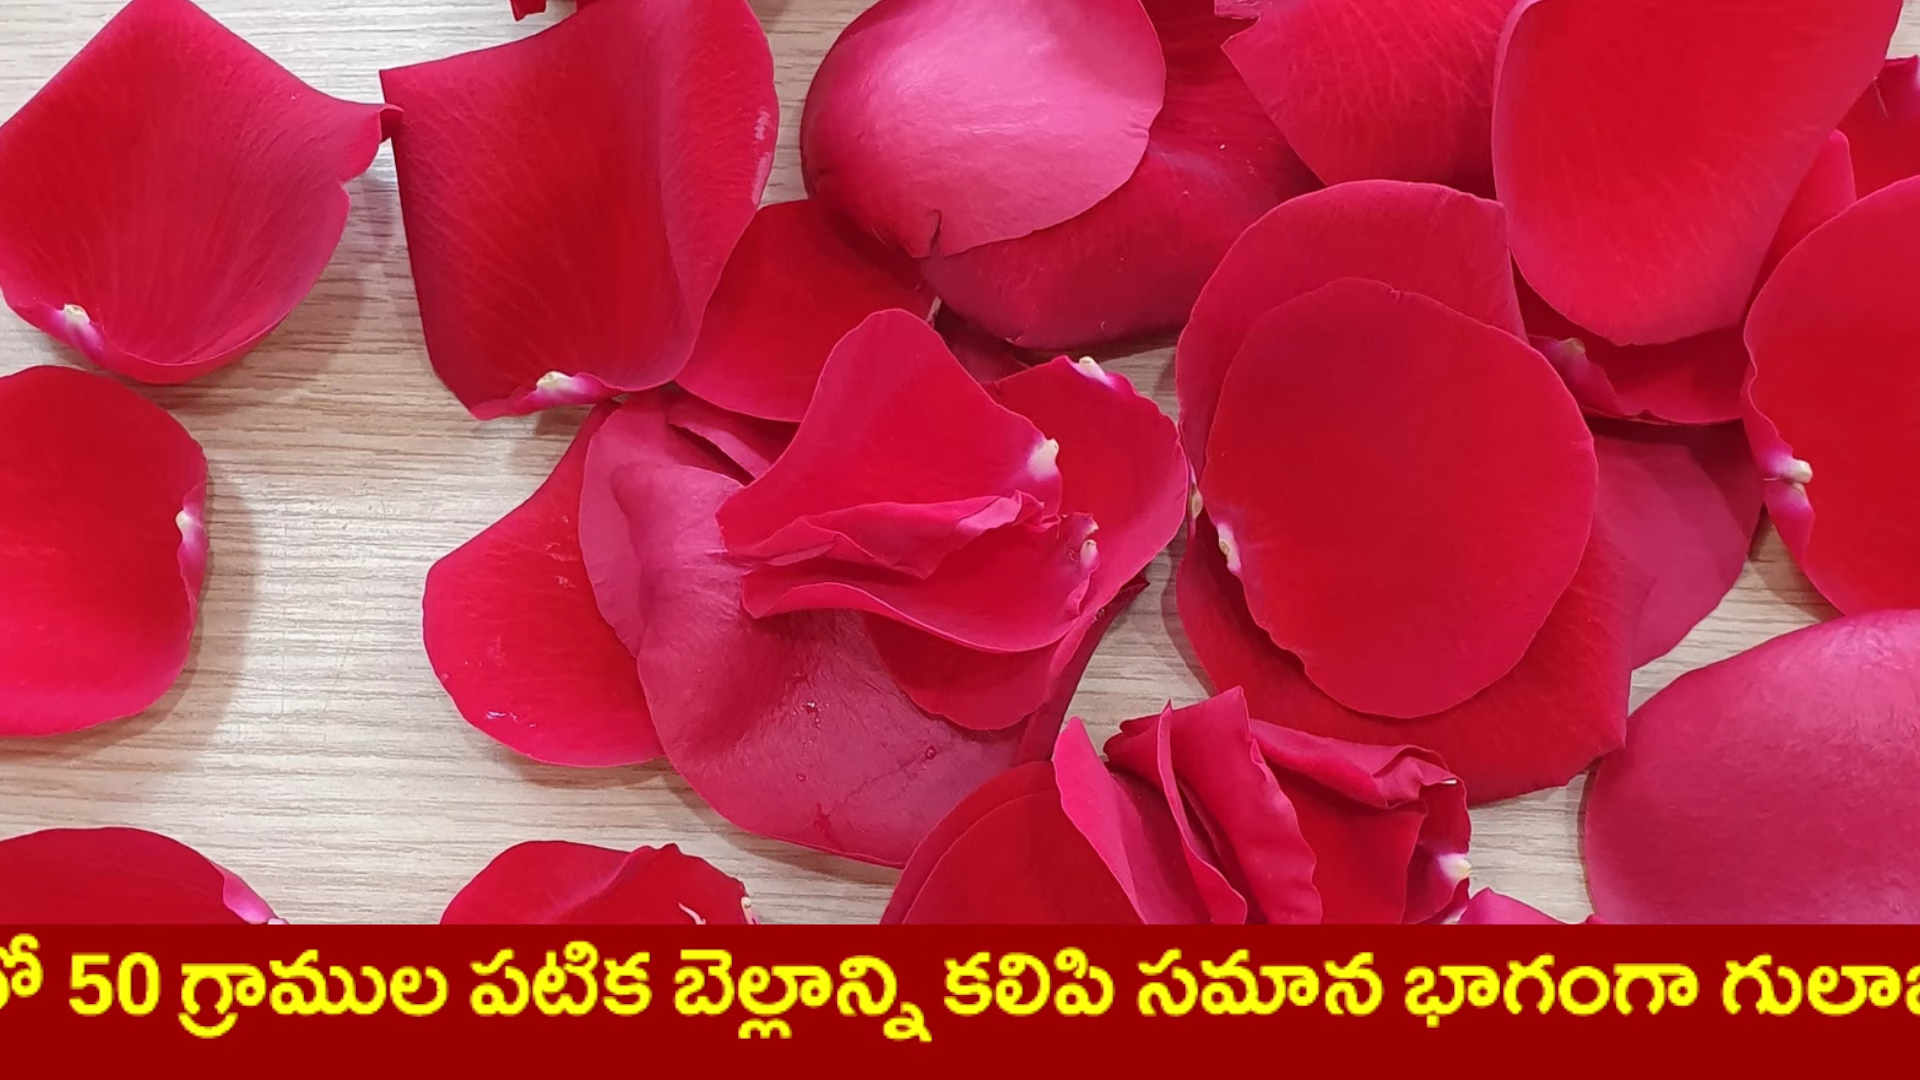 50 గ్రాముల పటిక బెల్లాన్ని కలిపి సమాన భాగంగా